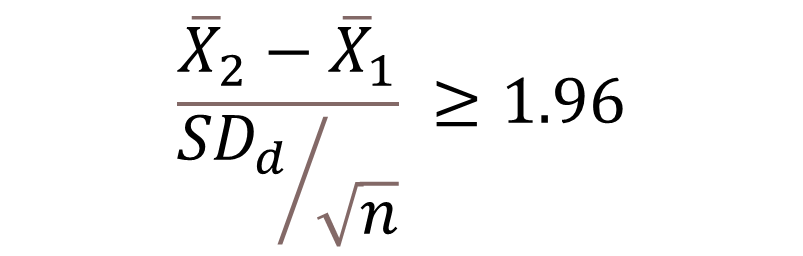 X̄₂ − X̄₁
SD_d / √n ≥ 1.96